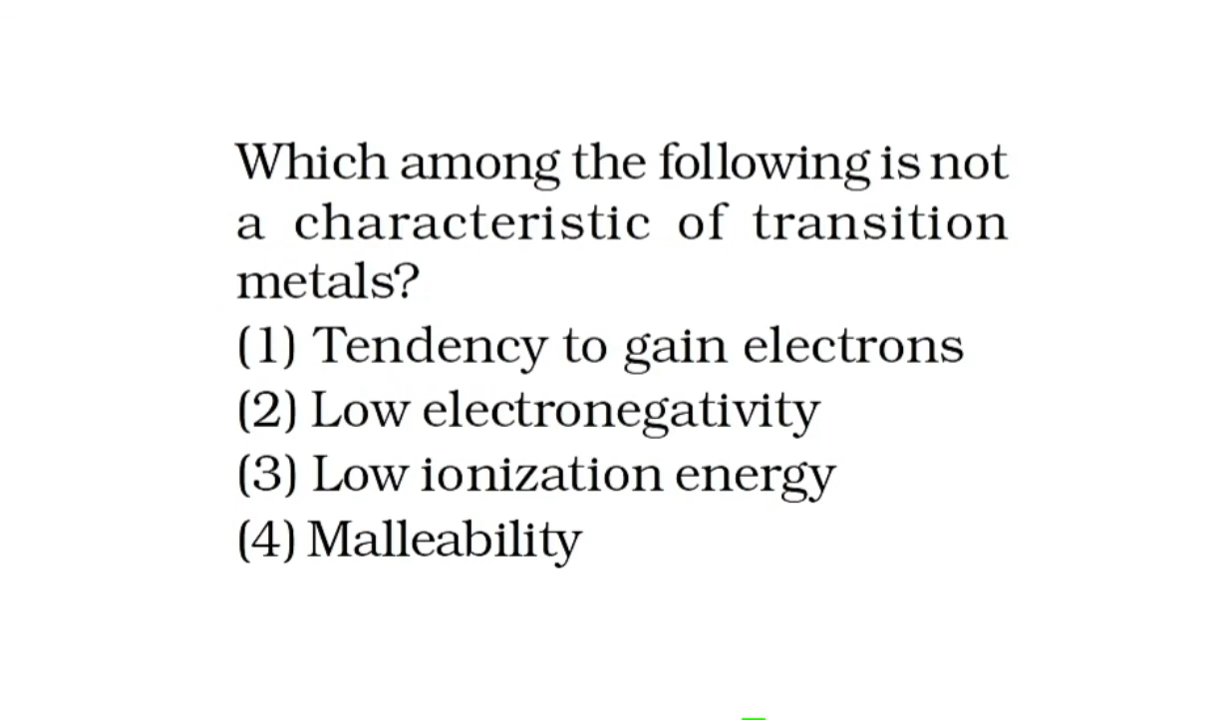 Which among the following is not
a characteristic of transition
metals?
(1) Tendency to gain electrons
(2) Low electronegativity
(3) Low ionization energy
(4) Malleability